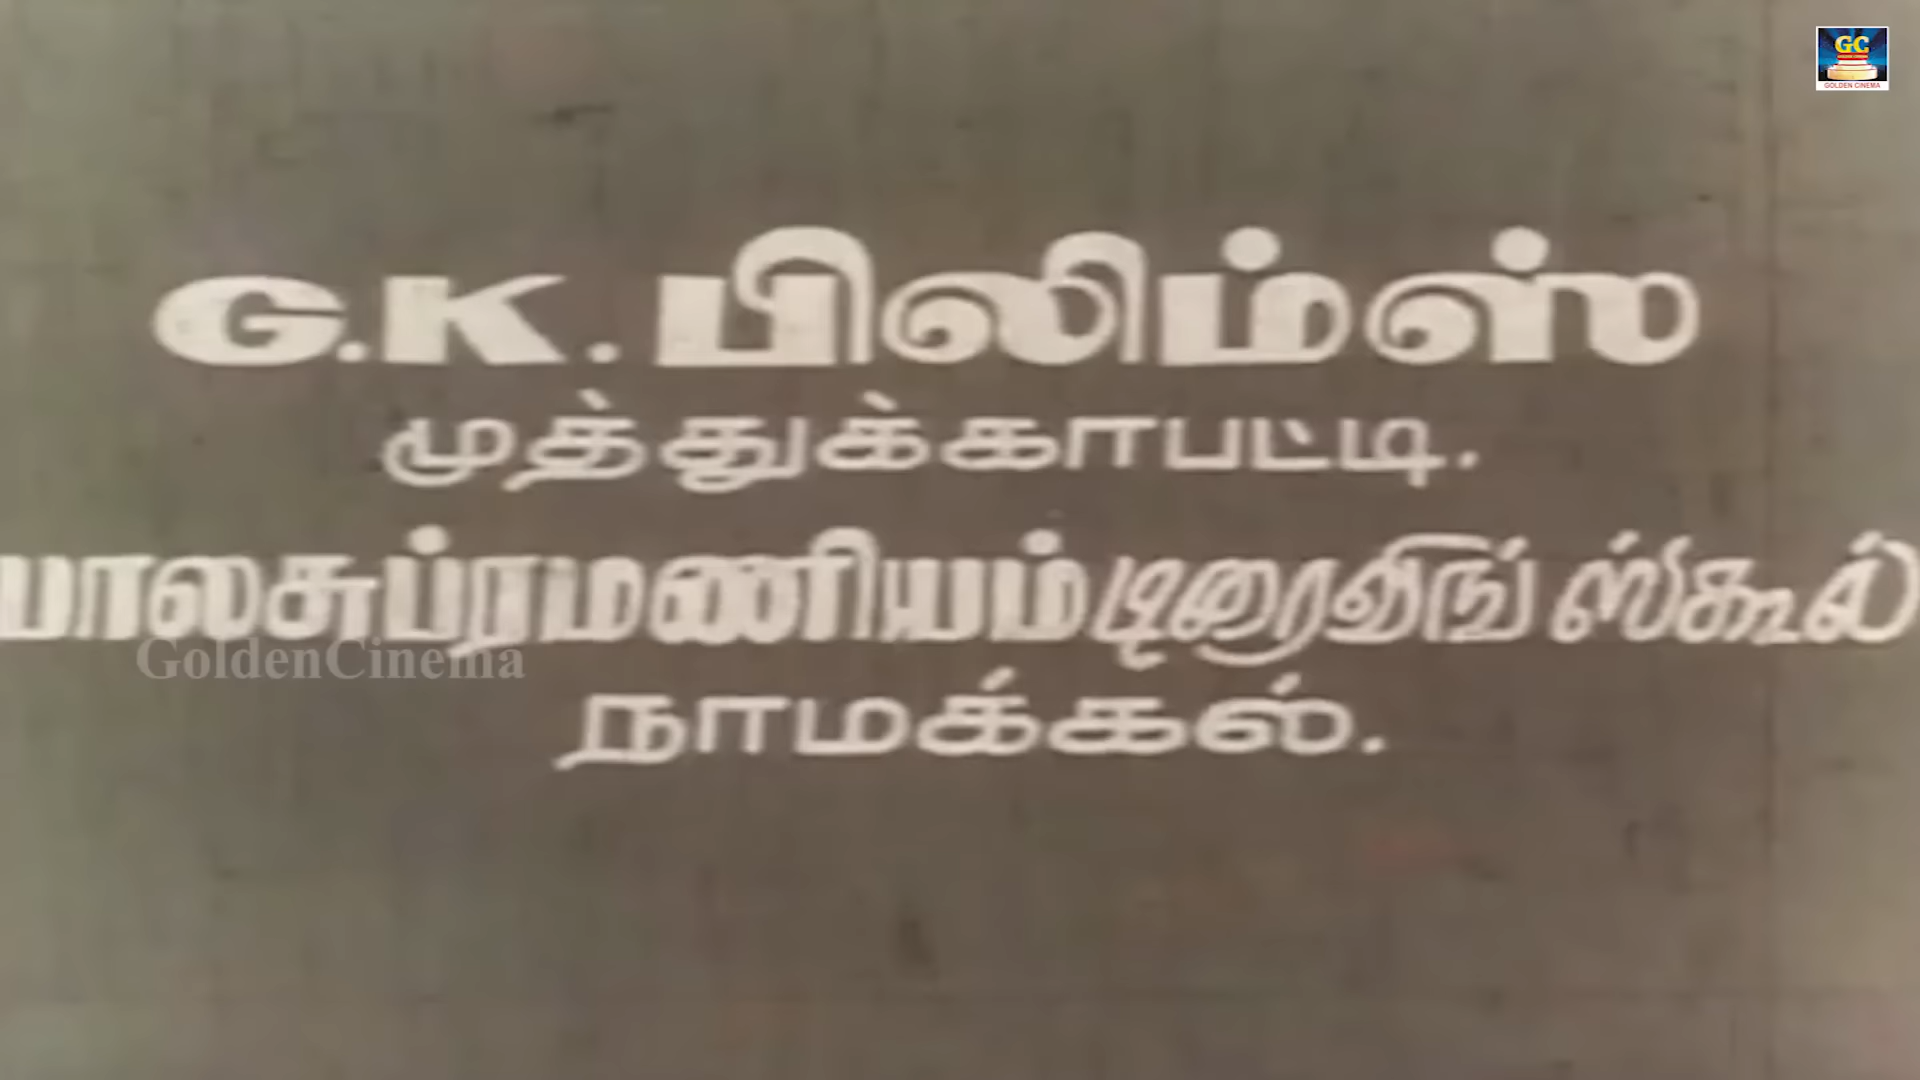 GC
GOLDEN CINEMA
G.K. பிலிம்ஸ்
முத்துக்காபட்டி.
பாலசுப்ரமணியம் டிரைவிங் ஸ்கூல்
GoldenCinema
நாமக்கல்.